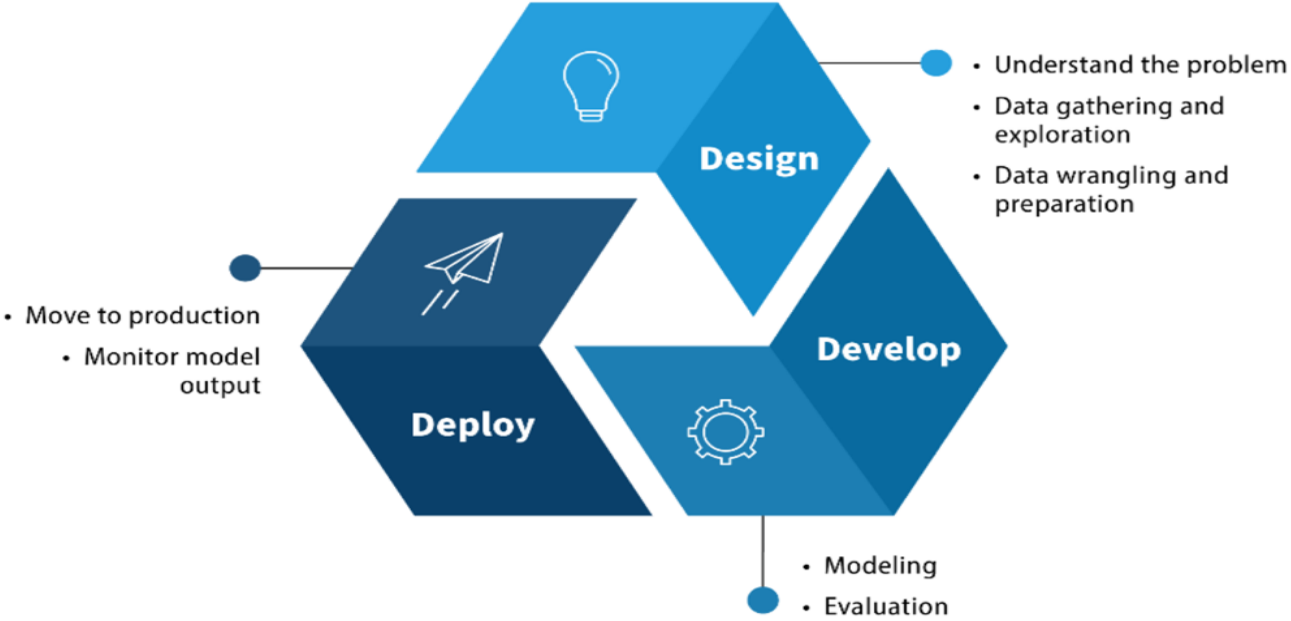 Design
• Understand the problem
• Data gathering and
exploration
• Data wrangling and
preparation
Develop
• Modeling
• Evaluation
Deploy
• Move to production
• Monitor model
output